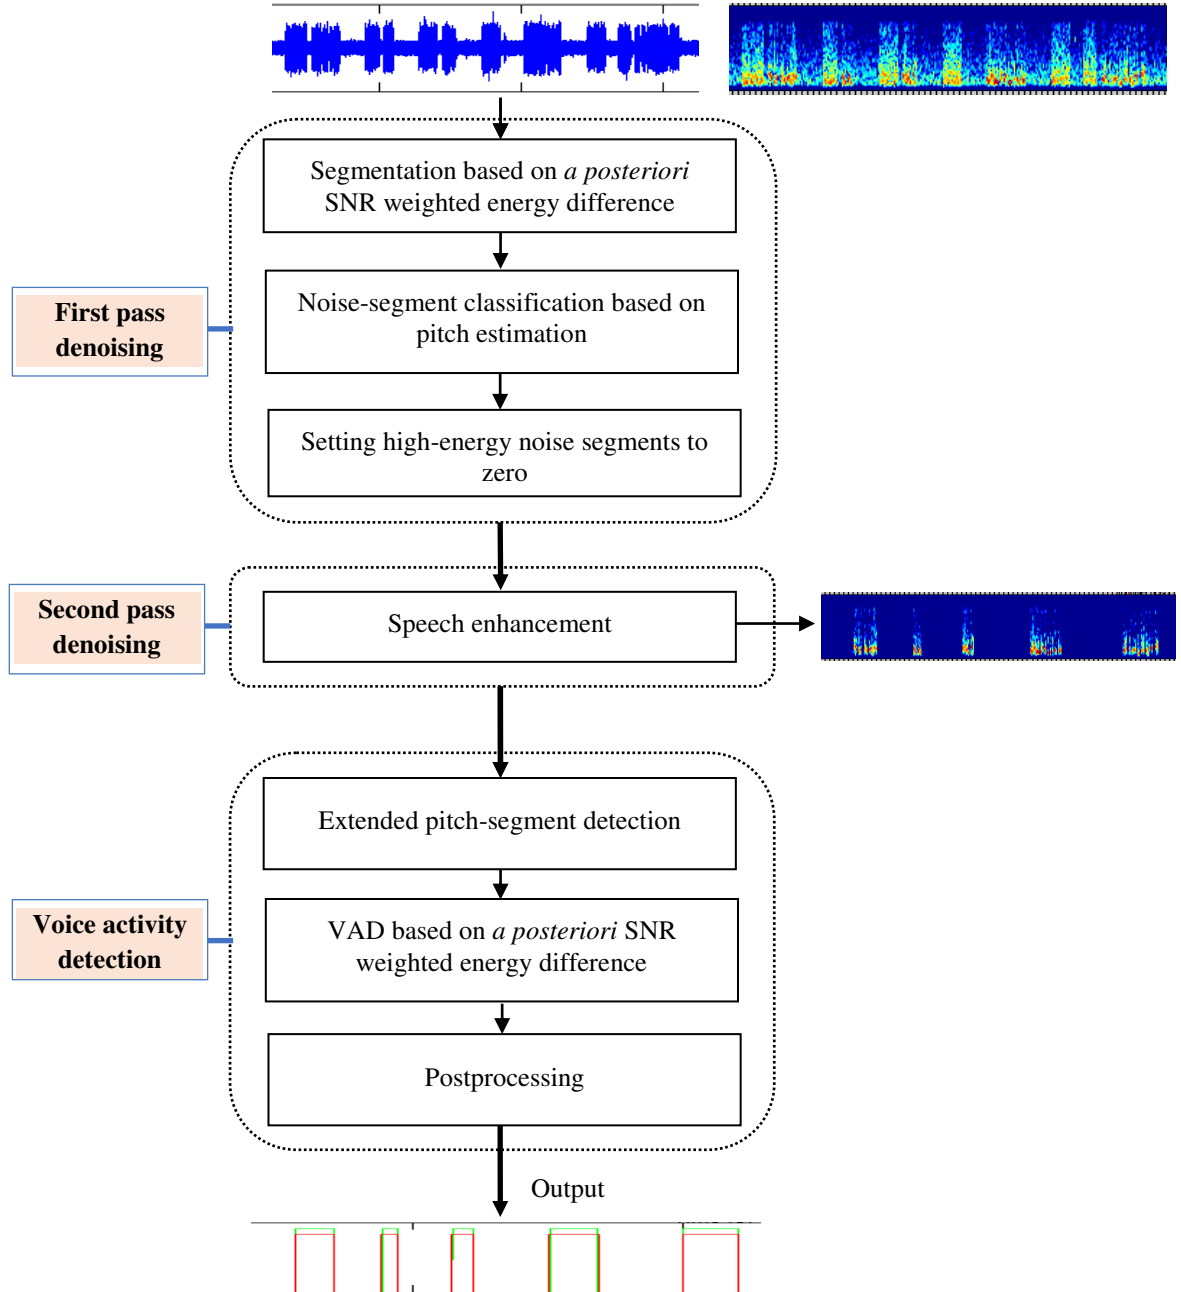 Segmentation based on a posteriori
SNR weighted energy difference
First pass
denoising
Noise-segment classification based on
pitch estimation
Setting high-energy noise segments to
zero
Second pass
denoising
Speech enhancement
Extended pitch-segment detection
Voice activity
detection
VAD based on a posteriori SNR
weighted energy difference
Postprocessing
Output